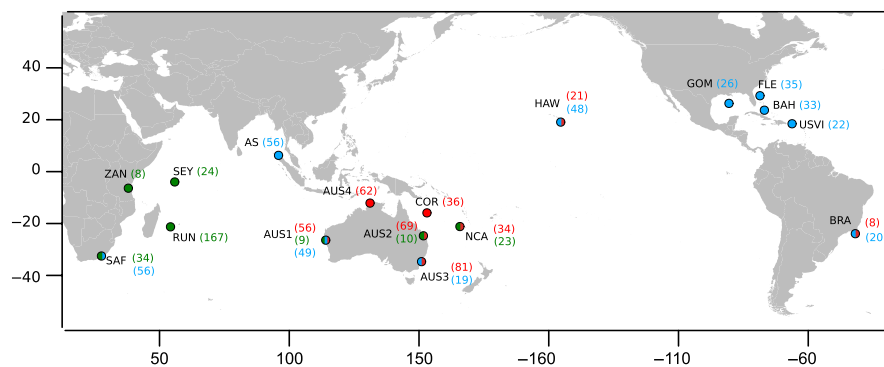 40
20
0
−20
−40
50
100
150
−160
−110
−60
GOM (26)
FLE (35)
BAH (33)
USVI (22)
HAW (21)
(48)
AS (56)
ZAN (8)
SEY (24)
RUN (167)
SAF (34)
(56)
AUS4 (62)
COR (36)
AUS1 (56)
(9)
(49)
AUS2 (69)
(10)
NCA (34)
(23)
AUS3 (81)
(19)
BRA (8)
(20